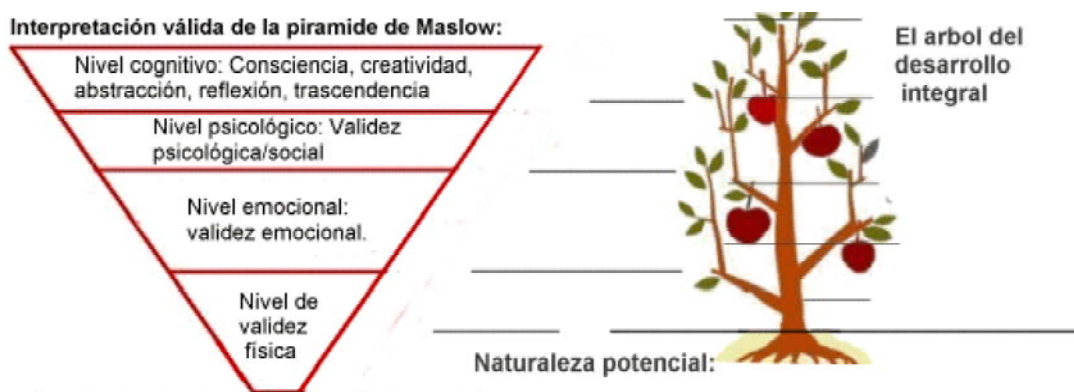 Interpretación válida de la piramide de Maslow:
Nivel cognitivo: Consciencia, creatividad,
abstracción, reflexión, trascendencia
Nivel psicológico: Validez
psicológica/social
Nivel emocional:
validez emocional.
Nivel de
validez
física
El arbol del
desarrollo
integral
Naturaleza potencial: